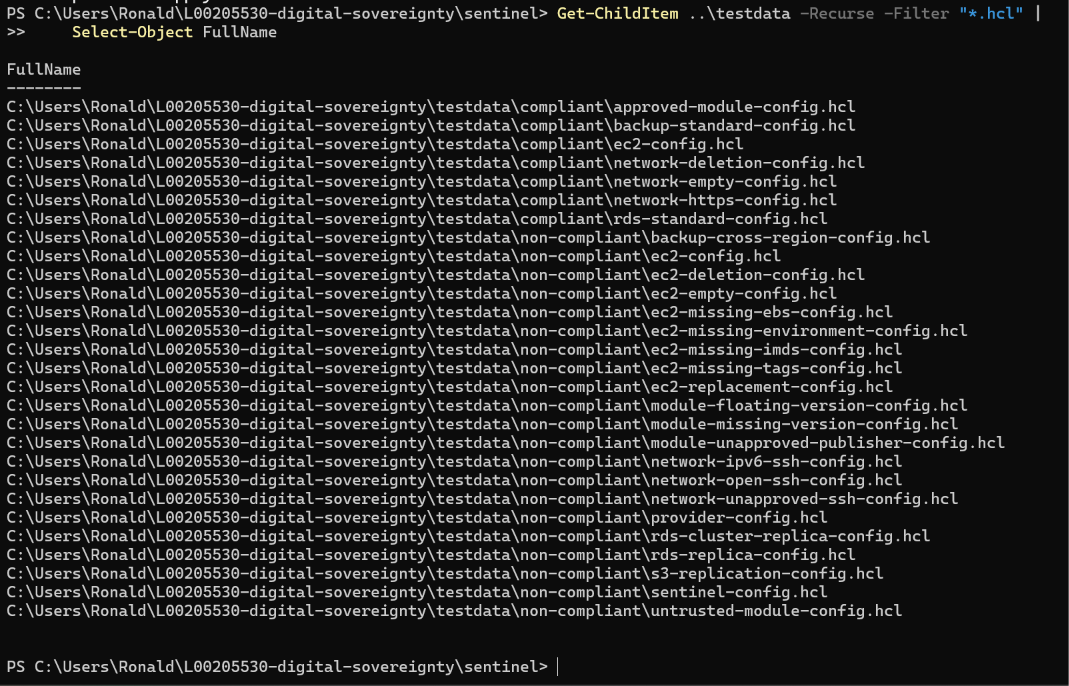 PS C:\Users\Ronald\L00205530-digital-sovereignty\sentinel> Get-ChildItem ..\testdata -Recurse -Filter "*.hcl" |
>>     Select-Object FullName
FullName
--------
C:\Users\Ronald\L00205530-digital-sovereignty\testdata\compliant\approved-module-config.hcl
C:\Users\Ronald\L00205530-digital-sovereignty\testdata\compliant\backup-standard-config.hcl
C:\Users\Ronald\L00205530-digital-sovereignty\testdata\compliant\ec2-config.hcl
C:\Users\Ronald\L00205530-digital-sovereignty\testdata\compliant\network-deletion-config.hcl
C:\Users\Ronald\L00205530-digital-sovereignty\testdata\compliant\network-empty-config.hcl
C:\Users\Ronald\L00205530-digital-sovereignty\testdata\compliant\network-https-config.hcl
C:\Users\Ronald\L00205530-digital-sovereignty\testdata\compliant\rds-standard-config.hcl
C:\Users\Ronald\L00205530-digital-sovereignty\testdata\non-compliant\backup-cross-region-config.hcl
C:\Users\Ronald\L00205530-digital-sovereignty\testdata\non-compliant\ec2-config.hcl
C:\Users\Ronald\L00205530-digital-sovereignty\testdata\non-compliant\ec2-deletion-config.hcl
C:\Users\Ronald\L00205530-digital-sovereignty\testdata\non-compliant\ec2-empty-config.hcl
C:\Users\Ronald\L00205530-digital-sovereignty\testdata\non-compliant\ec2-missing-ebs-config.hcl
C:\Users\Ronald\L00205530-digital-sovereignty\testdata\non-compliant\ec2-missing-environment-config.hcl
C:\Users\Ronald\L00205530-digital-sovereignty\testdata\non-compliant\ec2-missing-imds-config.hcl
C:\Users\Ronald\L00205530-digital-sovereignty\testdata\non-compliant\ec2-missing-tags-config.hcl
C:\Users\Ronald\L00205530-digital-sovereignty\testdata\non-compliant\ec2-replacement-config.hcl
C:\Users\Ronald\L00205530-digital-sovereignty\testdata\non-compliant\module-floating-version-config.hcl
C:\Users\Ronald\L00205530-digital-sovereignty\testdata\non-compliant\module-missing-version-config.hcl
C:\Users\Ronald\L00205530-digital-sovereignty\testdata\non-compliant\module-unapproved-publisher-config.hcl
C:\Users\Ronald\L00205530-digital-sovereignty\testdata\non-compliant\network-ipv6-ssh-config.hcl
C:\Users\Ronald\L00205530-digital-sovereignty\testdata\non-compliant\network-open-ssh-config.hcl
C:\Users\Ronald\L00205530-digital-sovereignty\testdata\non-compliant\network-unapproved-ssh-config.hcl
C:\Users\Ronald\L00205530-digital-sovereignty\testdata\non-compliant\provider-config.hcl
C:\Users\Ronald\L00205530-digital-sovereignty\testdata\non-compliant\rds-cluster-replica-config.hcl
C:\Users\Ronald\L00205530-digital-sovereignty\testdata\non-compliant\rds-replica-config.hcl
C:\Users\Ronald\L00205530-digital-sovereignty\testdata\non-compliant\s3-replication-config.hcl
C:\Users\Ronald\L00205530-digital-sovereignty\testdata\non-compliant\sentinel-config.hcl
C:\Users\Ronald\L00205530-digital-sovereignty\testdata\non-compliant\untrusted-module-config.hcl
PS C:\Users\Ronald\L00205530-digital-sovereignty\sentinel>